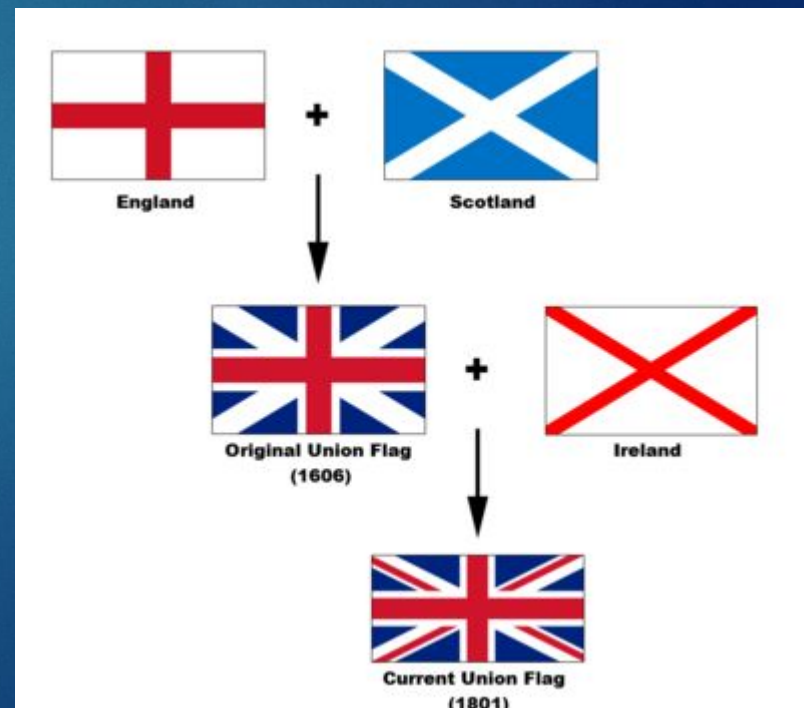 England
Scotland
Original Union Flag
(1606)
Ireland
Current Union Flag
(1801)